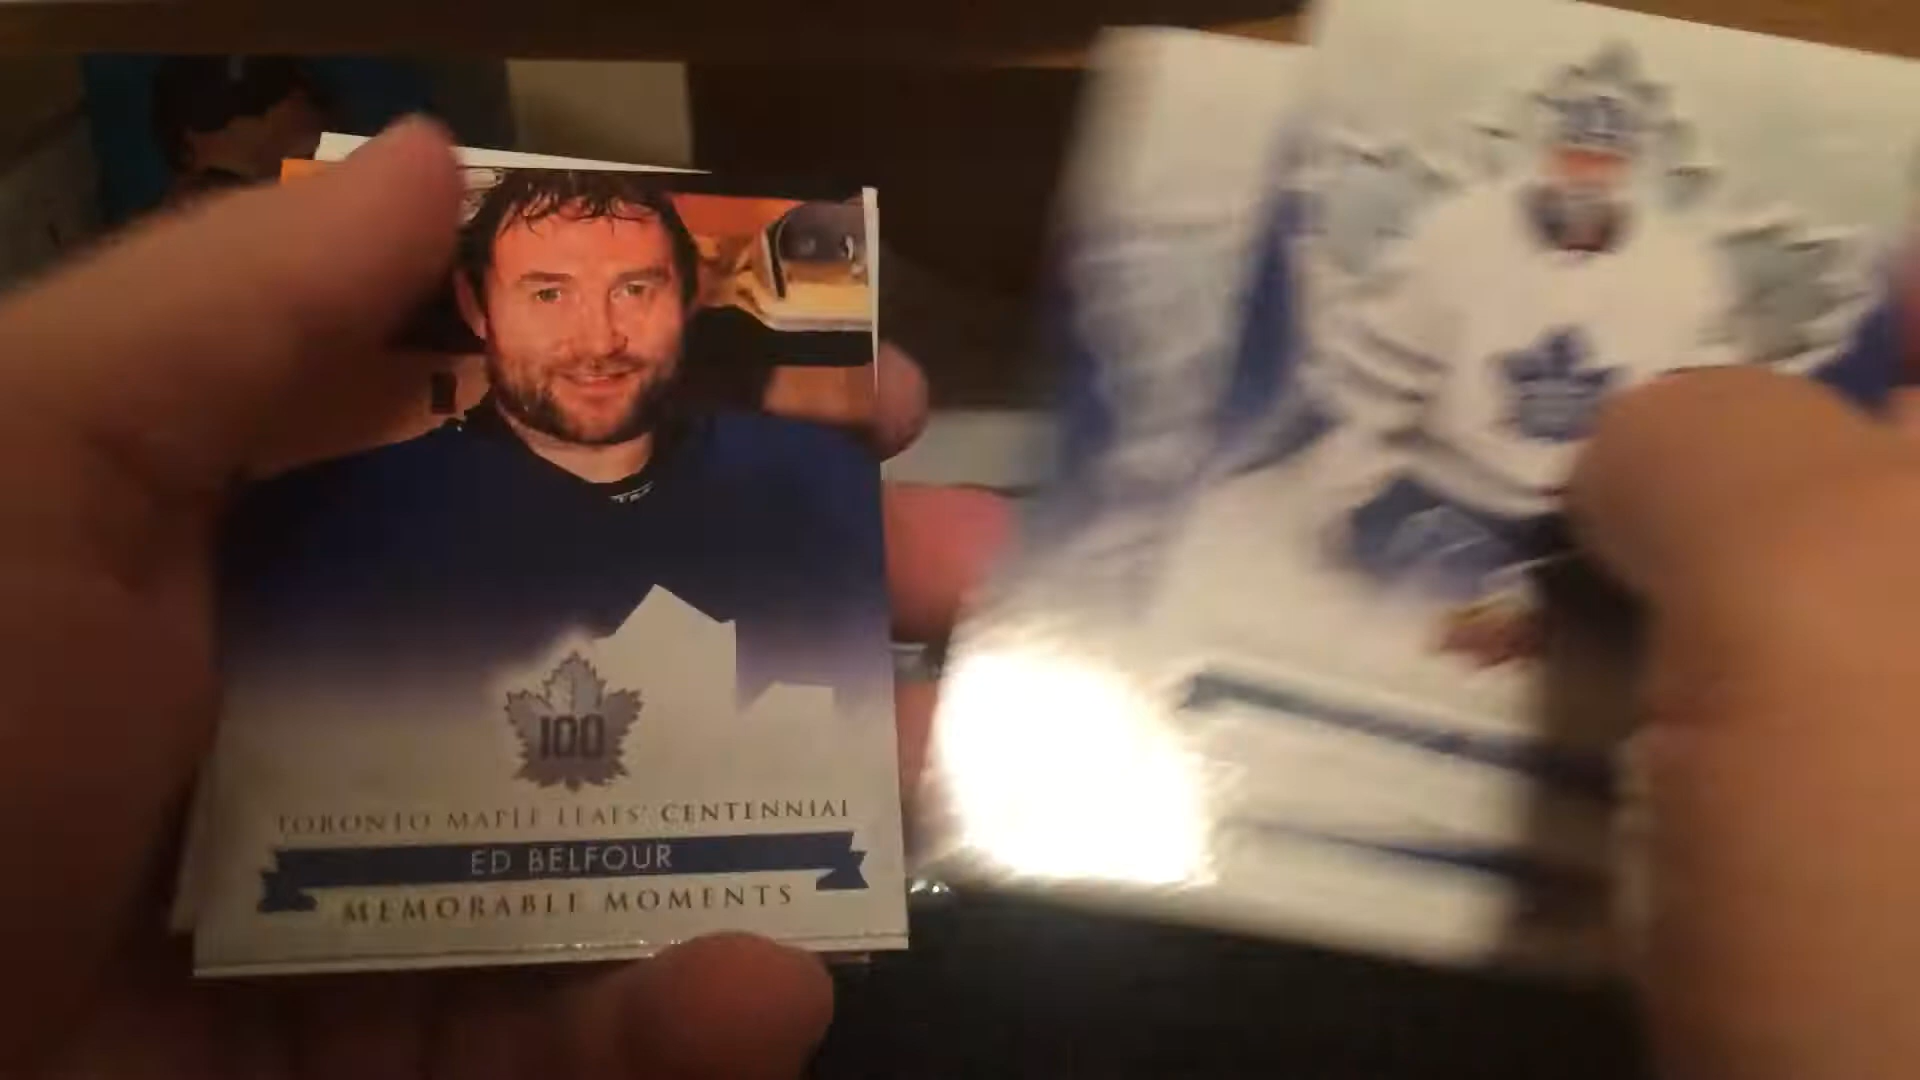 100
TORONTO MAPLE LEAFS' CENTENNIAL
ED BELFOUR
MEMORABLE MOMENTS